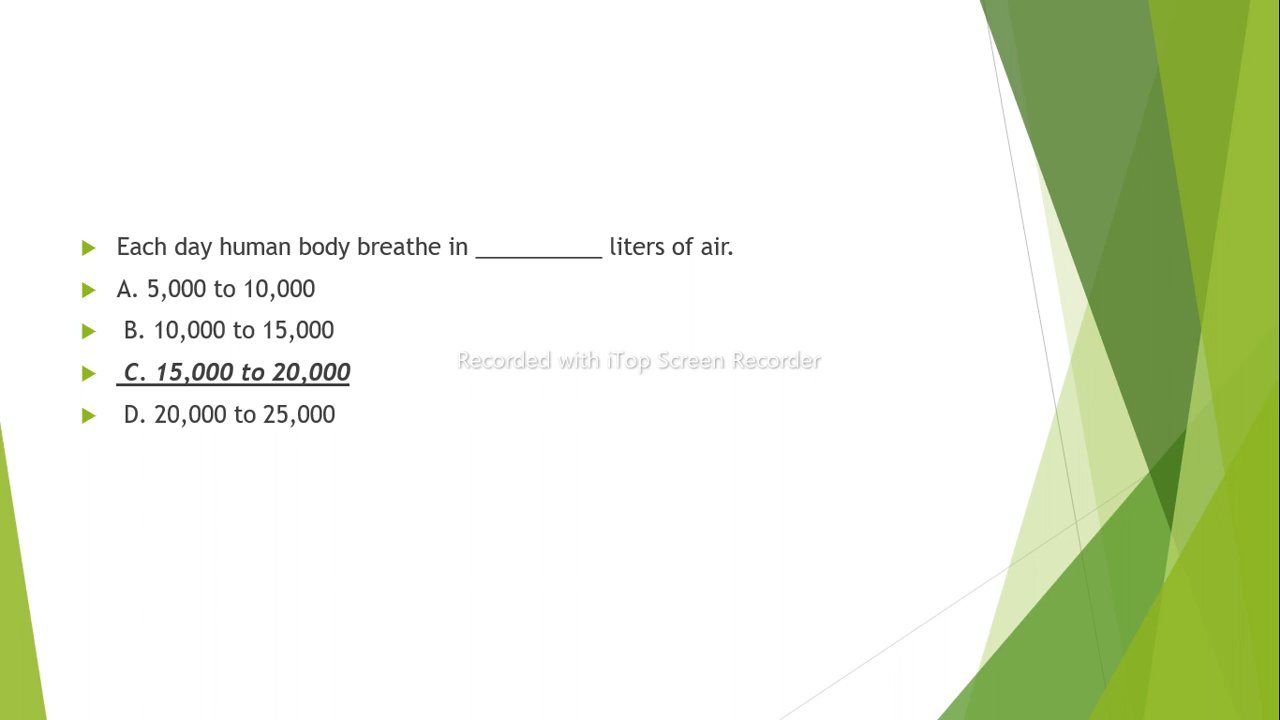 Each day human body breathe in __________ liters of air.
A. 5,000 to 10,000
B. 10,000 to 15,000
C. 15,000 to 20,000
Recorded with iTop Screen Recorder
D. 20,000 to 25,000